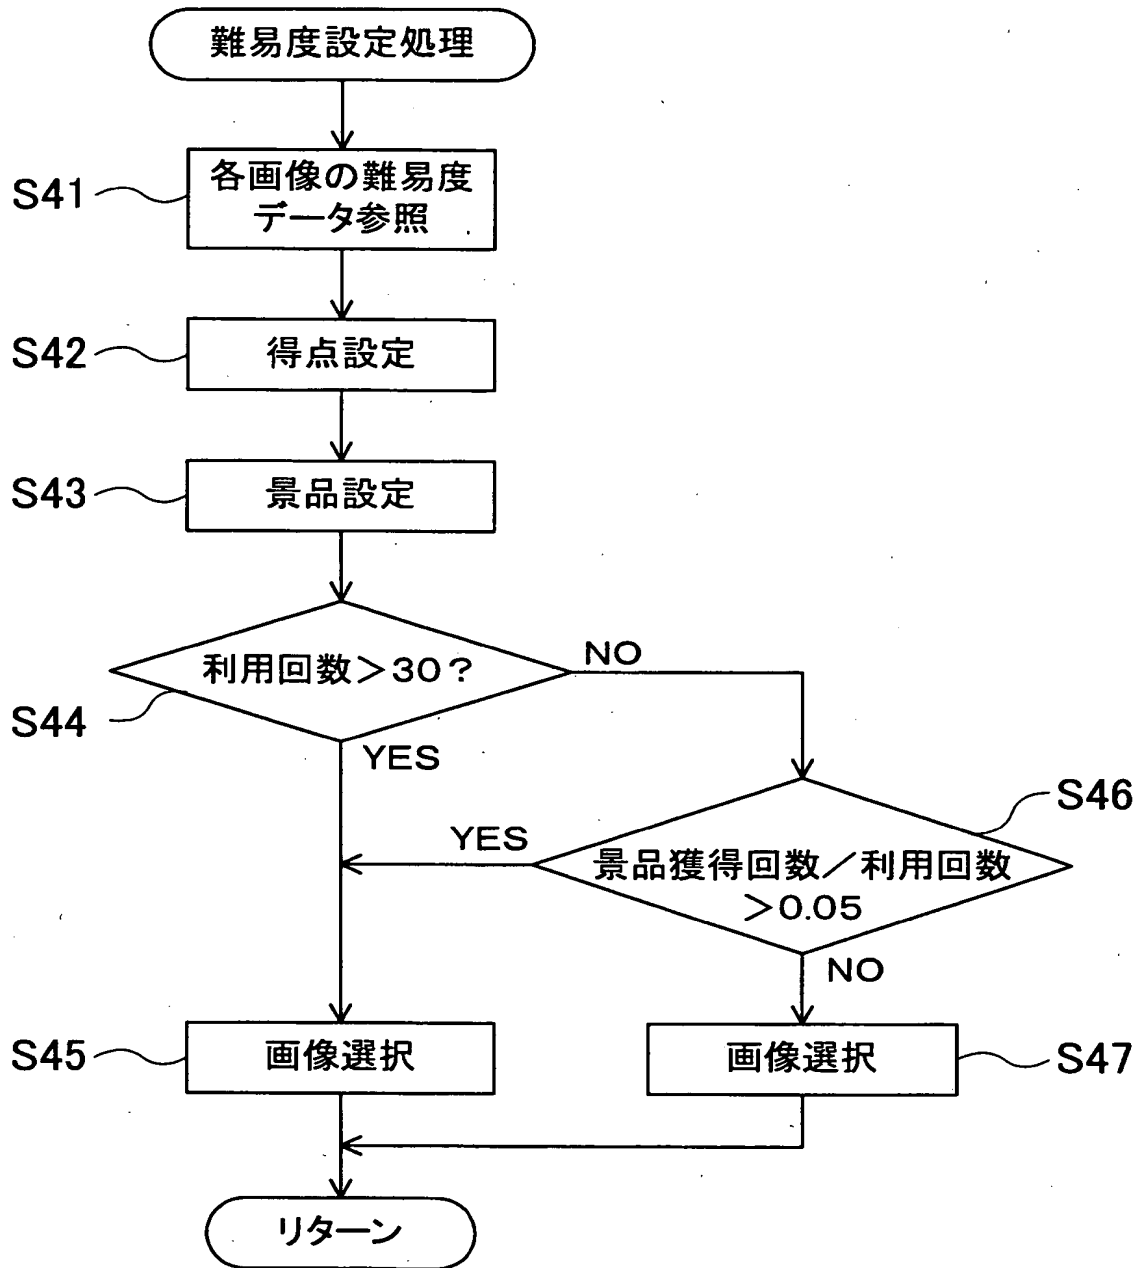 難易度設定処理
S41
各画像の難易度
データ参照
S42
得点設定
S43
景品設定
利用回数＞30？
NO
S44
YES
S46
YES
景品獲得回数／利用回数
＞0.05
NO
S45
画像選択
画像選択
S47
リターン